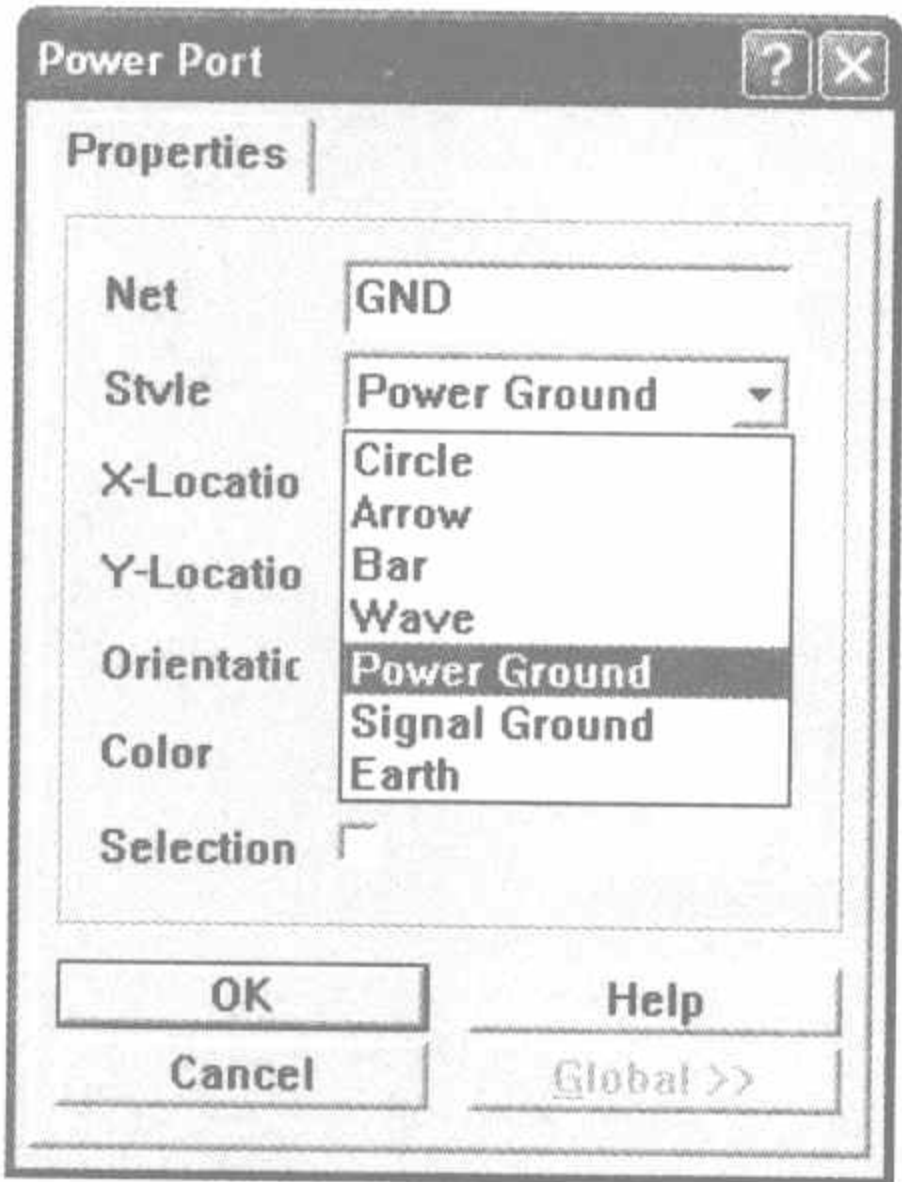 Power Port
Properties
Net GND
Style Power Ground
X-Locatio
Y-Locatio
Orientatic
Color
Circle
Arrow
Bar
Wave
Power Ground
Signal Ground
Earth
Selection
OK Help
Cancel Global >>